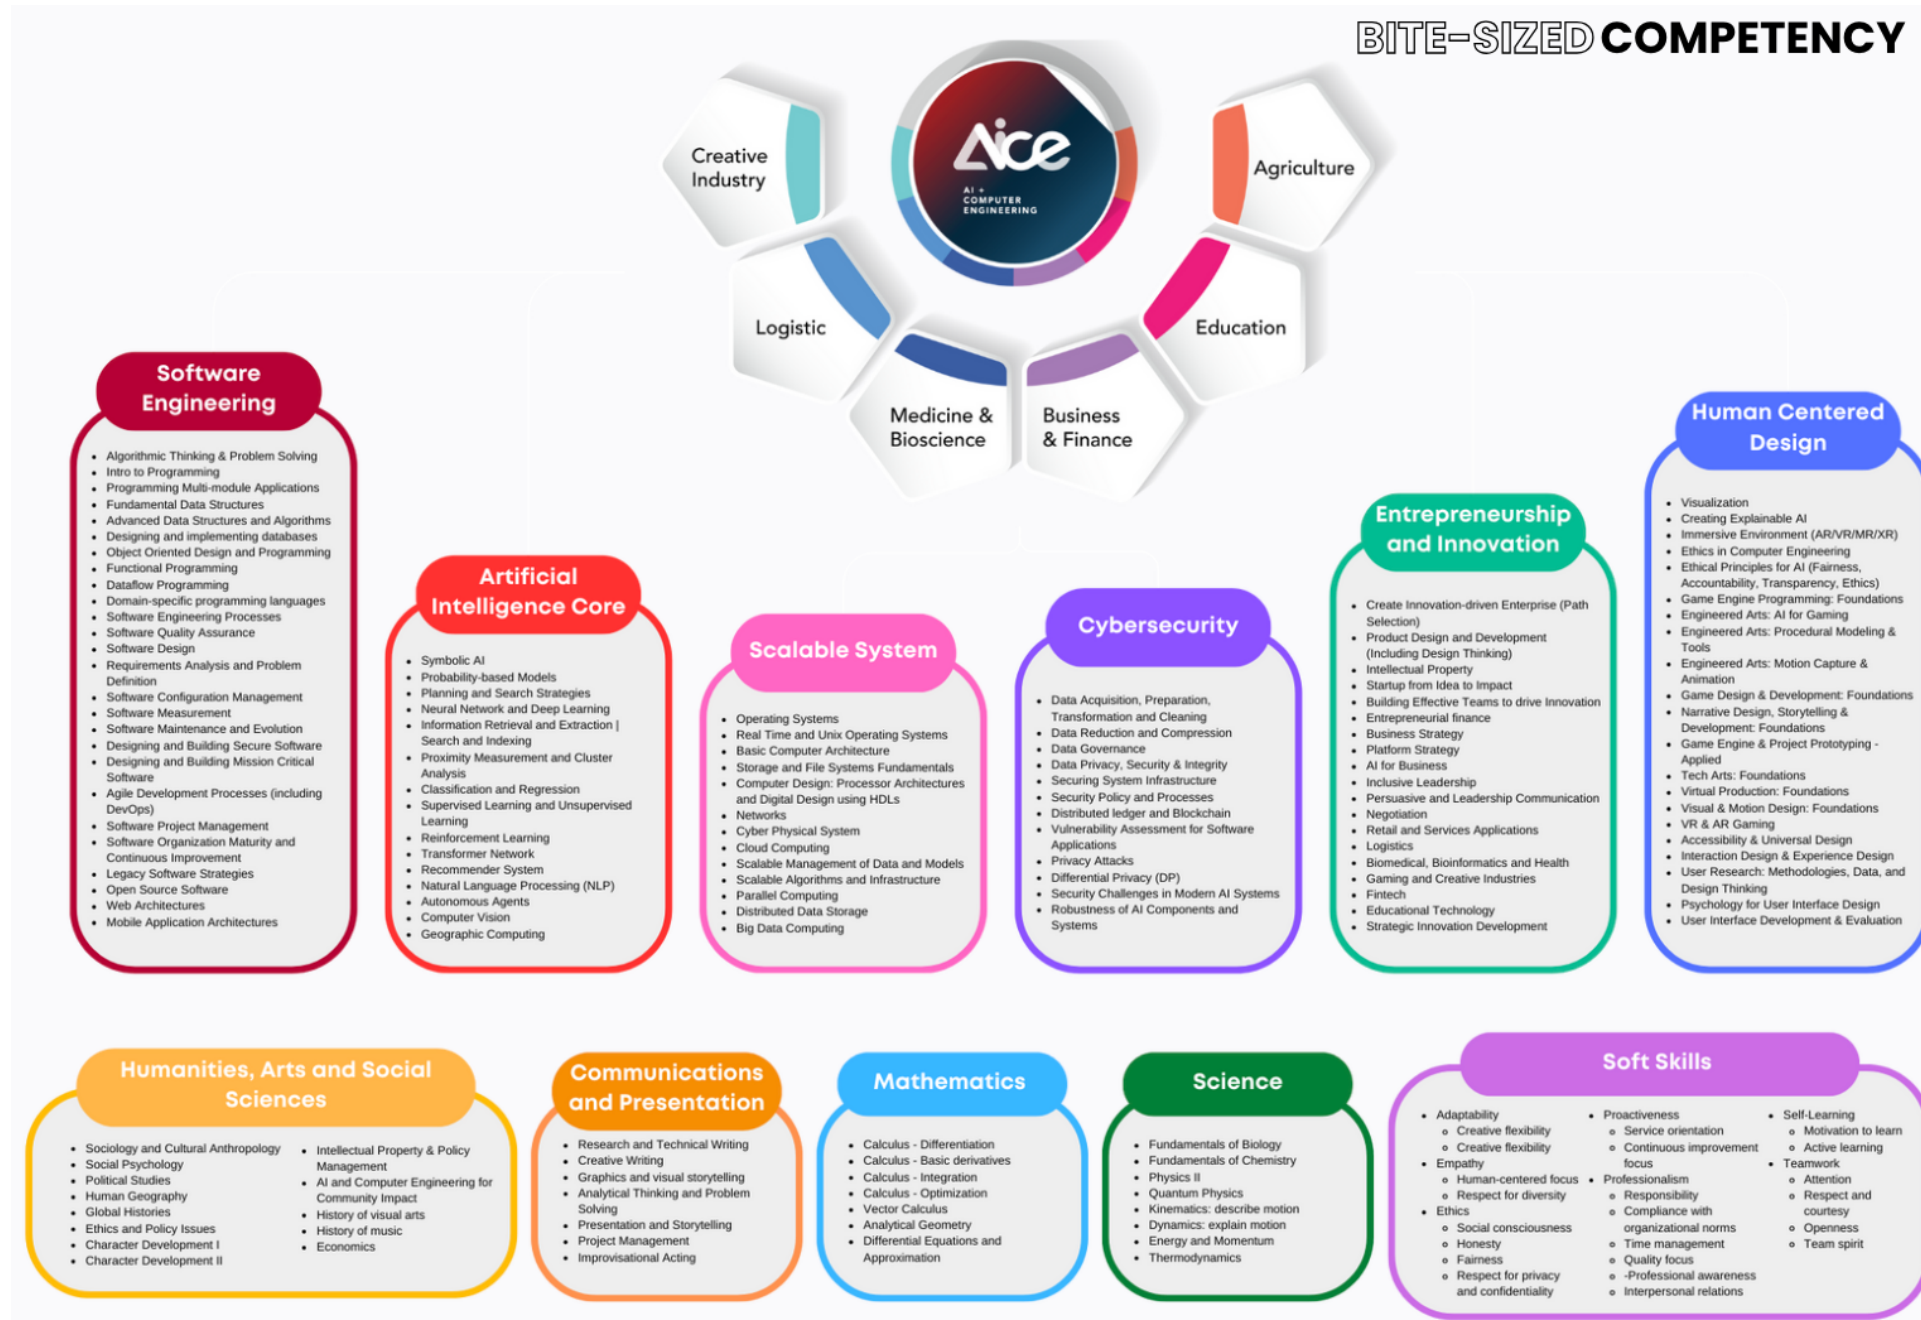 BITE-SIZED COMPETENCY
Creative
Industry
Aice
AI +
COMPUTER
ENGINEERING
Agriculture
Logistic
Education
Medicine &
Bioscience
Business
& Finance
Software
Engineering
• Algorithmic Thinking & Problem Solving
• Intro to Programming
• Programming Multi-module Applications
• Fundamental Data Structures
• Advanced Data Structures and Algorithms
• Designing and implementing databases
• Object Oriented Design and Programming
• Functional Programming
• Dataflow Programming
• Domain-specific programming languages
• Software Engineering Processes
• Software Quality Assurance
• Software Design
• Requirements Analysis and Problem
Definition
• Software Configuration Management
• Software Measurement
• Software Maintenance and Evolution
• Designing and Building Secure Software
• Designing and Building Mission Critical
Software
• Agile Development Processes (including
DevOps)
• Software Project Management
• Software Organization Maturity and
Continuous Improvement
• Legacy Software Strategies
• Open Source Software
• Web Architectures
• Mobile Application Architectures
Artificial
Intelligence Core
• Symbolic AI
• Probability-based Models
• Planning and Search Strategies
• Neural Network and Deep Learning
• Information Retrieval and Extraction |
Search and Indexing
• Proximity Measurement and Cluster
Analysis
• Classification and Regression
• Supervised Learning and Unsupervised
Learning
• Reinforcement Learning
• Transformer Network
• Recommender System
• Natural Language Processing (NLP)
• Autonomous Agents
• Computer Vision
• Geographic Computing
Scalable System
• Operating Systems
• Real Time and Unix Operating Systems
• Basic Computer Architecture
• Storage and File Systems Fundamentals
• Computer Design: Processor Architectures
and Digital Design using HDLs
• Networks
• Cyber Physical System
• Cloud Computing
• Scalable Management of Data and Models
• Scalable Algorithms and Infrastructure
• Parallel Computing
• Distributed Data Storage
• Big Data Computing
Cybersecurity
• Data Acquisition, Preparation,
Transformation and Cleaning
• Data Reduction and Compression
• Data Governance
• Data Privacy, Security & Integrity
• Securing System Infrastructure
• Security Policy and Processes
• Distributed ledger and Blockchain
• Vulnerability Assessment for Software
Applications
• Privacy Attacks
• Differential Privacy (DP)
• Security Challenges in Modern AI Systems
• Robustness of AI Components and
Systems
Entrepreneurship
and Innovation
• Create Innovation-driven Enterprise (Path
Selection)
• Product Design and Development
(Including Design Thinking)
• Intellectual Property
• Startup from Idea to Impact
• Building Effective Teams to drive Innovation
• Entrepreneurial finance
• Business Strategy
• Platform Strategy
• AI for Business
• Inclusive Leadership
• Persuasive and Leadership Communication
• Negotiation
• Retail and Services Applications
• Logistics
• Biomedical, Bioinformatics and Health
• Gaming and Creative Industries
• Fintech
• Educational Technology
• Strategic Innovation Development
Human Centered
Design
• Visualization
• Creating Explainable AI
• Immersive Environment (AR/VR/MR/XR)
• Ethics in Computer Engineering
• Ethical Principles for AI (Fairness,
Accountability, Transparency, Ethics)
• Game Engine Programming: Foundations
• Engineered Arts: AI for Gaming
• Engineered Arts: Procedural Modeling &
Tools
• Engineered Arts: Motion Capture &
Animation
• Game Design & Development: Foundations
• Narrative Design, Storytelling &
Development: Foundations
• Game Engine & Project Prototyping -
Applied
• Tech Arts: Foundations
• Virtual Production: Foundations
• Visual & Motion Design: Foundations
• VR & AR Gaming
• Accessibility & Universal Design
• Interaction Design & Experience Design
• User Research: Methodologies, Data, and
Design Thinking
• Psychology for User Interface Design
• User Interface Development & Evaluation
Humanities, Arts and Social
Sciences
• Sociology and Cultural Anthropology
• Social Psychology
• Political Studies
• Human Geography
• Global Histories
• Ethics and Policy Issues
• Character Development I
• Character Development II
• Intellectual Property & Policy
Management
• AI and Computer Engineering for
Community Impact
• History of visual arts
• History of music
• Economics
Communications
and Presentation
• Research and Technical Writing
• Creative Writing
• Graphics and visual storytelling
• Analytical Thinking and Problem
Solving
• Presentation and Storytelling
• Project Management
• Improvisational Acting
Mathematics
• Calculus - Differentiation
• Calculus - Basic derivatives
• Calculus - Integration
• Calculus - Optimization
• Vector Calculus
• Analytical Geometry
• Differential Equations and
Approximation
Science
• Fundamentals of Biology
• Fundamentals of Chemistry
• Physics II
• Quantum Physics
• Kinematics: describe motion
• Dynamics: explain motion
• Energy and Momentum
• Thermodynamics
Soft Skills
• Adaptability
◦ Creative flexibility
◦ Creative flexibility
• Empathy
◦ Human-centered focus
◦ Respect for diversity
• Ethics
◦ Social consciousness
◦ Honesty
◦ Fairness
◦ Respect for privacy
and confidentiality
• Proactiveness
◦ Service orientation
◦ Continuous improvement
focus
• Professionalism
◦ Responsibility
◦ Compliance with
organizational norms
◦ Time management
◦ Quality focus
◦ -Professional awareness
◦ Interpersonal relations
• Self-Learning
◦ Motivation to learn
◦ Active learning
• Teamwork
◦ Attention
◦ Respect and
courtesy
◦ Openness
◦ Team spirit